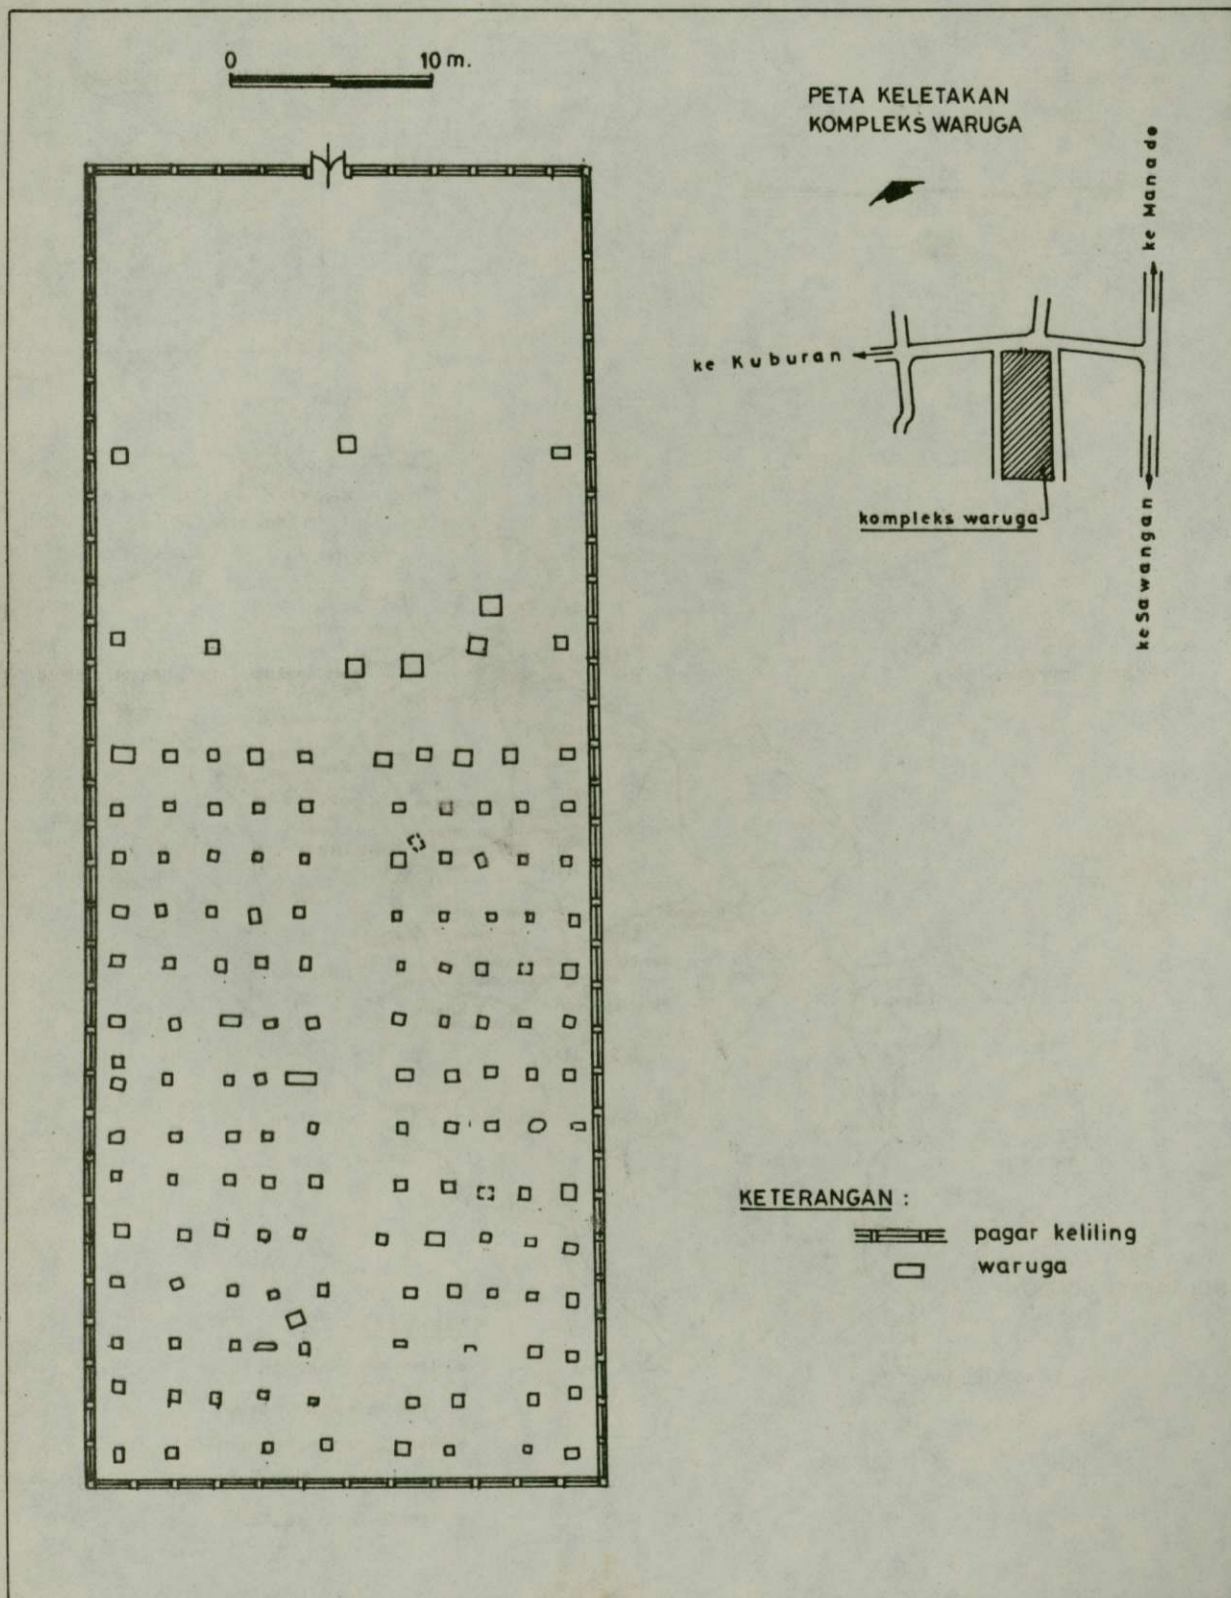 0 10 m.
PETA KELETAKAN
KOMPLEKS WARUGA
ke Manado
ke Kuburan
kompleks waruga
ke Sawangan
KETERANGAN :
pagar keliling
waruga